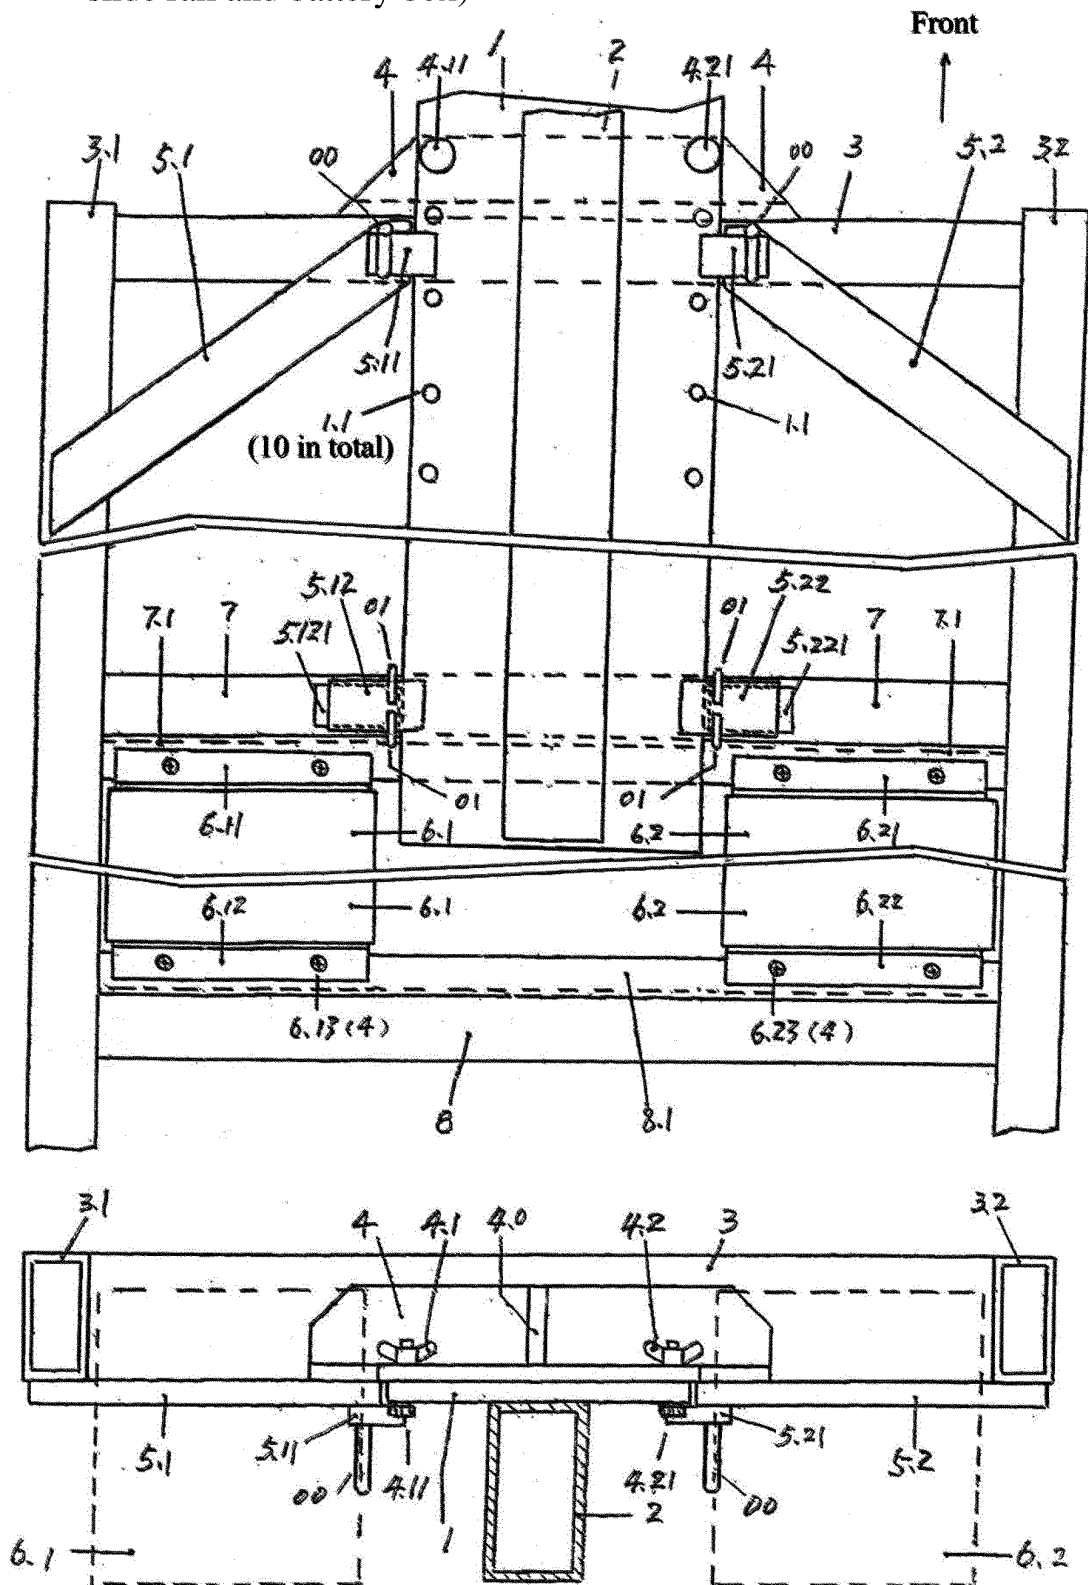 slide rail and battery box)
Front
1 2
4 4.11 4.21 4
3.1 5.1 00 00 3 5.2 3.2
5.11 5.21
1.1 1.1
(10 in total)
5.12 5.22
7.1 7 5.121 01 01 5.221 7 7.1
01 01
6.11 6.1 6.2 6.21
6.12 6.1 6.2 6.22
6.13 (4) 6.23 (4)
8 8.1
3.1 4 4.1 4.0 4.2 3 3.2
5.1 5.11 4.11 4.21 5.21 5.2
00 1 2 00
6.1 6.2